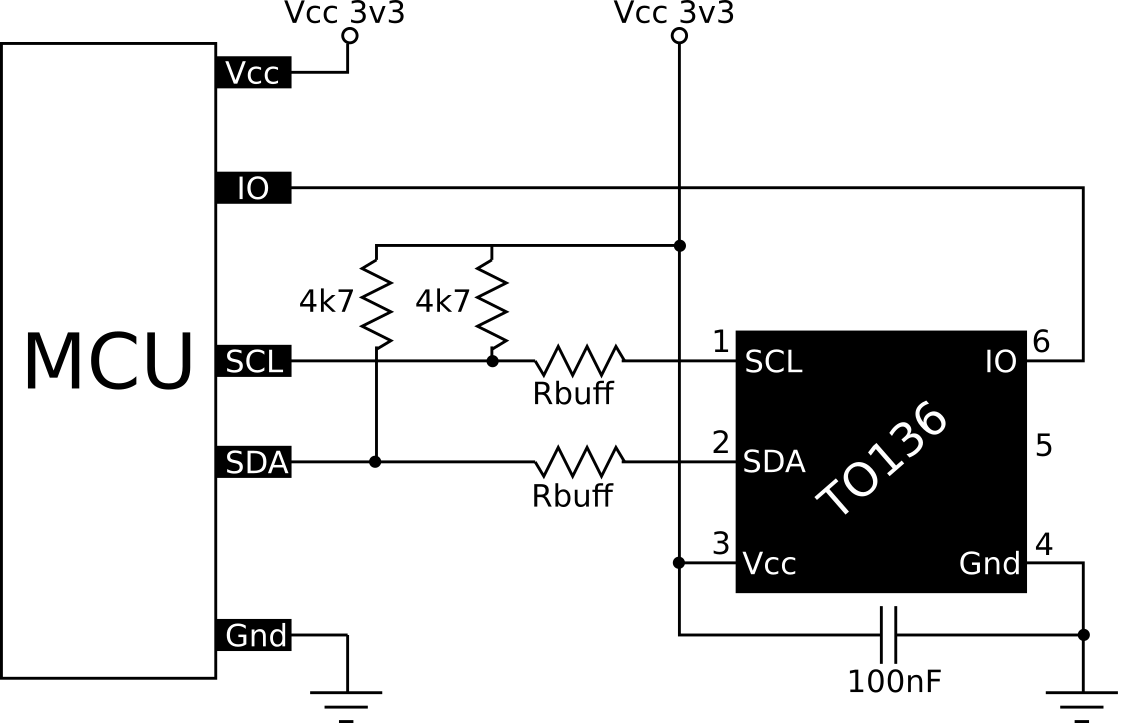 Vcc 3v3
Vcc 3v3
Vcc
IO
4k7
4k7
MCU
SCL
Rbuff
1
SCL
IO
6
SDA
Rbuff
2
SDA
TO136
5
3
Vcc
Gnd
4
Gnd
100nF